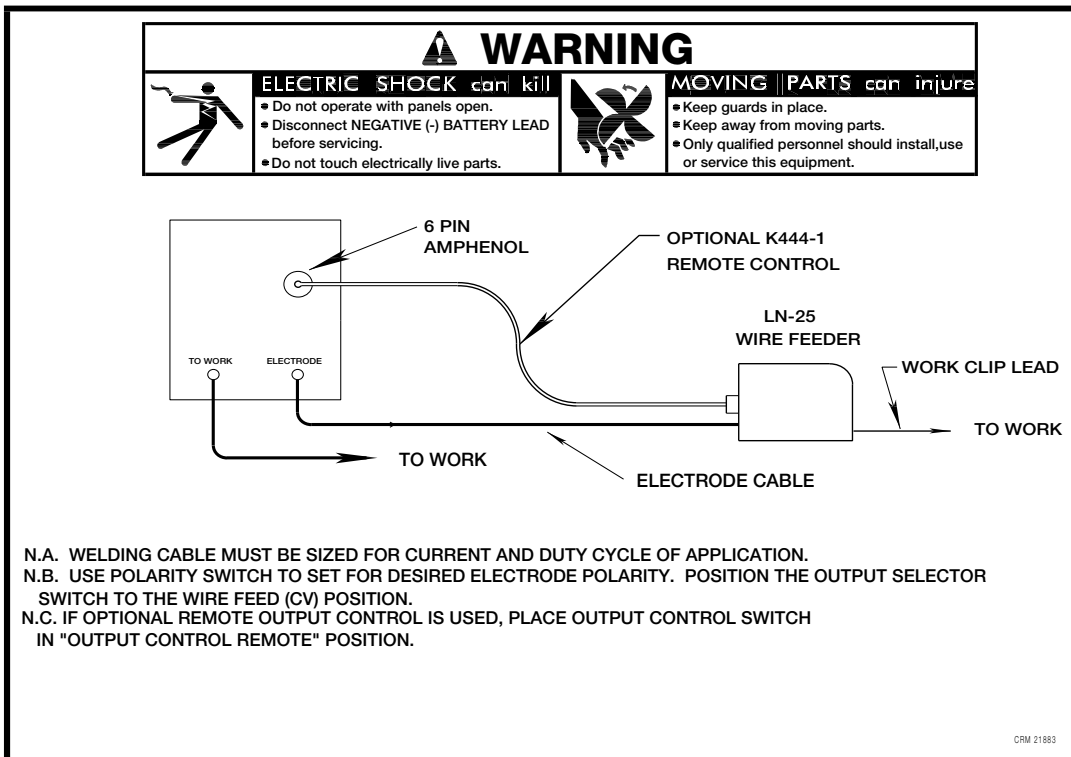 WARNING
ELECTRIC SHOCK can kill
Do not operate with panels open.
Disconnect NEGATIVE (-) BATTERY LEAD
before servicing.
Do not touch electrically live parts.
MOVING PARTS can injure
Keep guards in place.
Keep away from moving parts.
Only qualified personnel should install,use
or service this equipment.
6 PIN
AMPHENOL
OPTIONAL K444-1
REMOTE CONTROL
LN-25
WIRE FEEDER
TO WORK
ELECTRODE
WORK CLIP LEAD
TO WORK
TO WORK
ELECTRODE CABLE
N.A. WELDING CABLE MUST BE SIZED FOR CURRENT AND DUTY CYCLE OF APPLICATION.
N.B. USE POLARITY SWITCH TO SET FOR DESIRED ELECTRODE POLARITY. POSITION THE OUTPUT SELECTOR
SWITCH TO THE WIRE FEED (CV) POSITION.
N.C. IF OPTIONAL REMOTE OUTPUT CONTROL IS USED, PLACE OUTPUT CONTROL SWITCH
IN "OUTPUT CONTROL REMOTE" POSITION.
CRM 21883